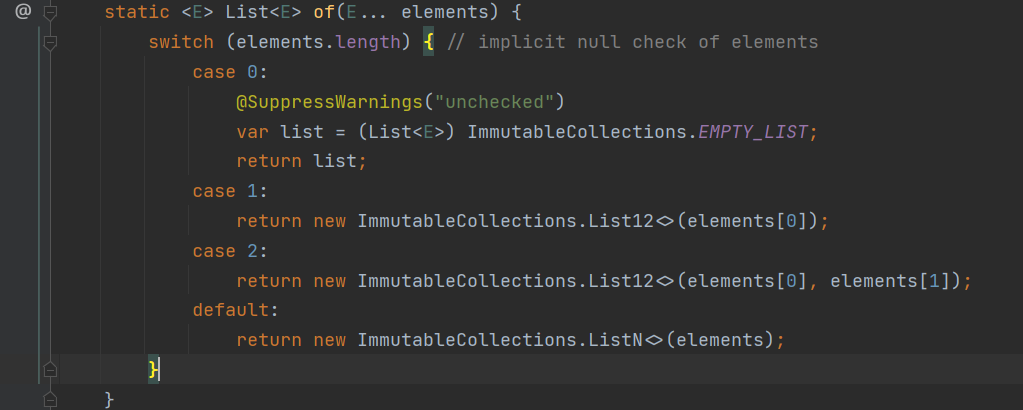 @ static <E> List<E> of(E... elements) {
switch (elements.length) { // implicit null check of elements
case 0:
@SuppressWarnings("unchecked")
var list = (List<E>) ImmutableCollections.EMPTY_LIST;
return list;
case 1:
return new ImmutableCollections.List12<>(elements[0]);
case 2:
return new ImmutableCollections.List12<>(elements[0], elements[1]);
default:
return new ImmutableCollections.ListN<>(elements);
}
}